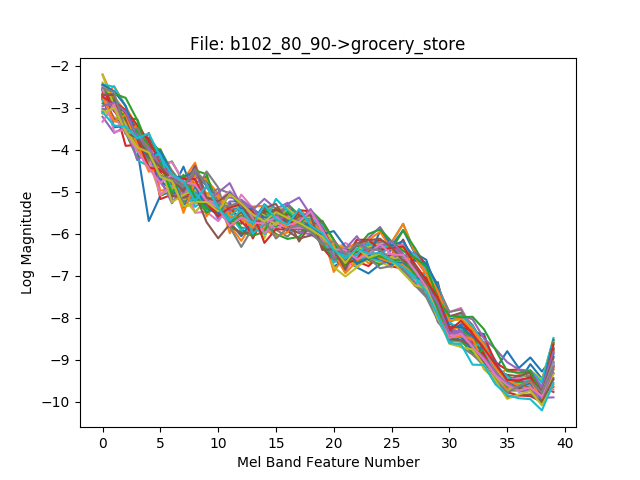 File: b102_80_90->grocery_store
Log Magnitude
−2
−3
−4
−5
−6
−7
−8
−9
−10
0 5 10 15 20 25 30 35 40
Mel Band Feature Number